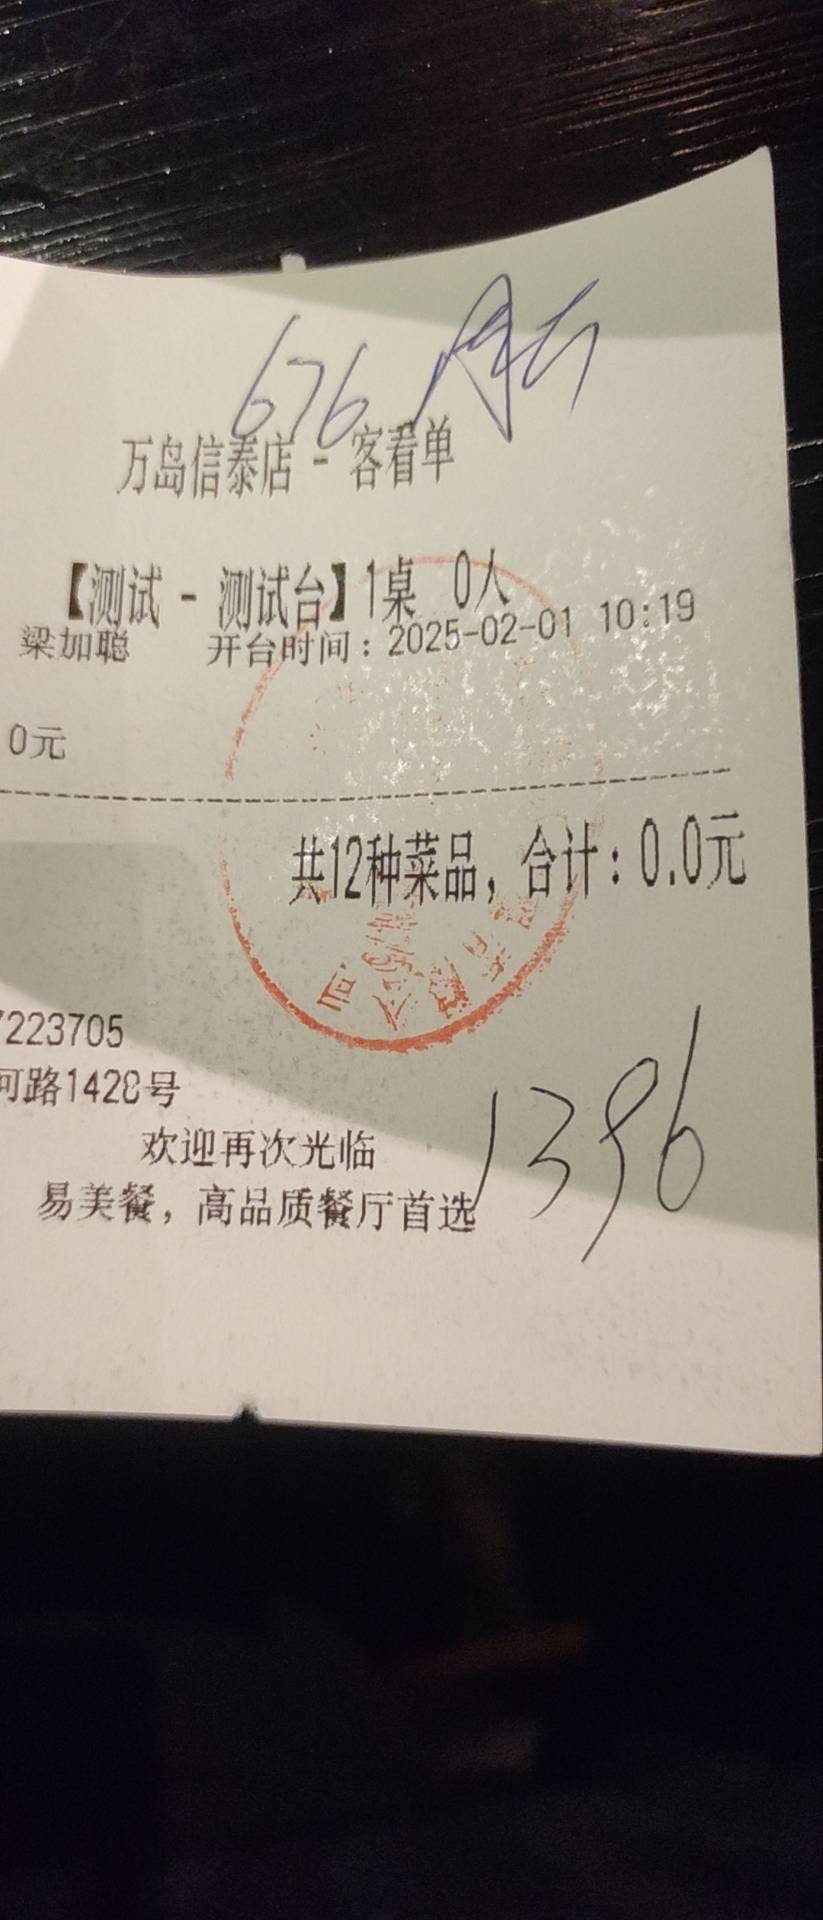 676
万岛信泰店 - 客看单
【测试 - 测试台】1桌 0人
梁加聪 开台时间：2025-02-01 10:19
0元
共12种菜品，合计：0.0元
7223705
河路1428号
欢迎再次光临
易美餐，高品质餐厅首选
1396